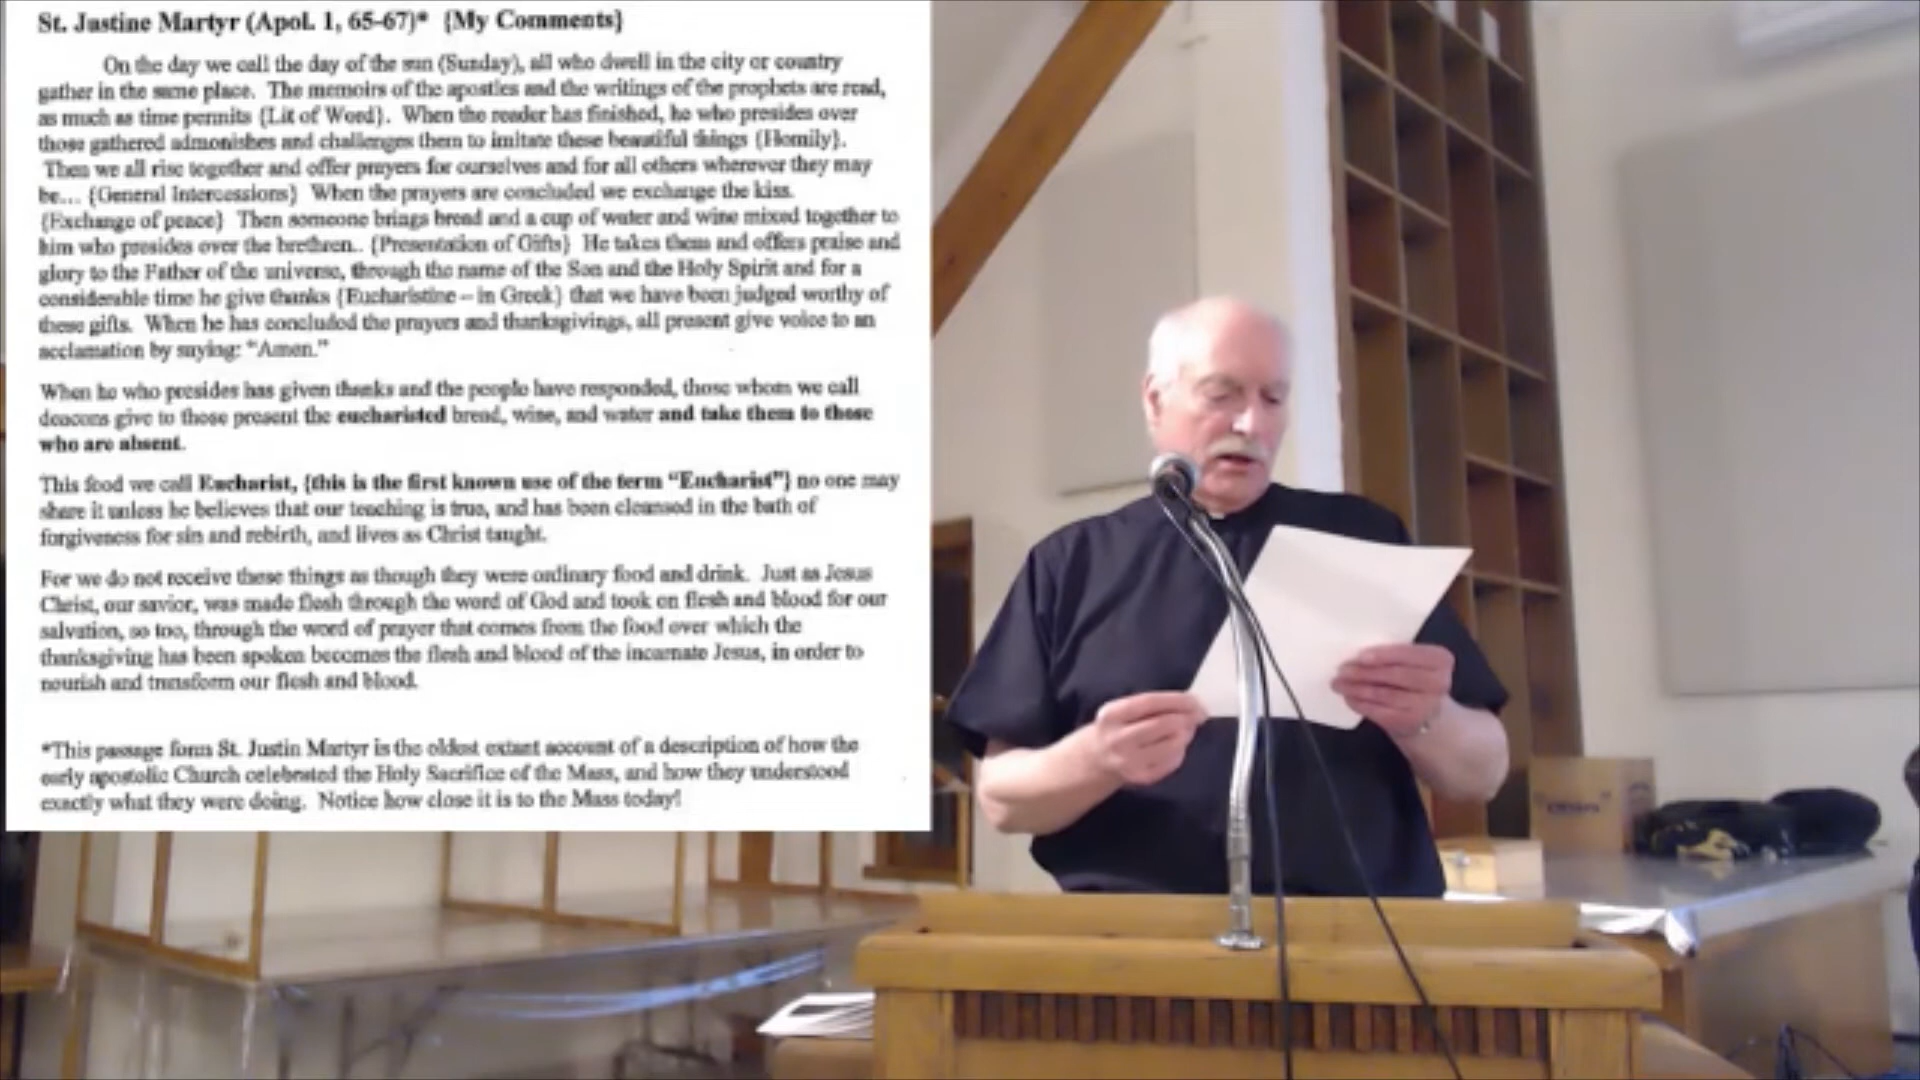 St. Justine Martyr (Apol. 1, 65-67)* {My Comments}
On the day we call the day of the sun (Sunday), all who dwell in the city or country
gather in the same place. The memoirs of the apostles and the writings of the prophets are read,
as much as time permits {Lit of Word}. When the reader has finished, he who presides over
those gathered admonishes and challenges them to imitate these beautiful things {Homily}.
Then we all rise together and offer prayers for ourselves and for all others wherever they may
be... {General Intercessions} When the prayers are concluded we exchange the kiss.
{Exchange of peace} Then someone brings bread and a cup of water and wine mixed together to
him who presides over the brethren.. {Presentation of Gifts} He takes them and offers praise and
glory to the Father of the universe, through the name of the Son and the Holy Spirit and for a
considerable time he give thanks {Eucharistine – in Greek} that we have been judged worthy of
these gifts. When he has concluded the prayers and thanksgivings, all present give voice to an
acclamation by saying: "Amen."
When he who presides has given thanks and the people have responded, those whom we call
deacons give to those present the eucharisted bread, wine, and water and take them to those
who are absent.
This food we call Eucharist, {this is the first known use of the term "Eucharist"} no one may
share it unless he believes that our teaching is true, and has been cleansed in the bath of
forgiveness for sin and rebirth, and lives as Christ taught.
For we do not receive these things as though they were ordinary food and drink. Just as Jesus
Christ, our savior, was made flesh through the word of God and took on flesh and blood for our
salvation, so too, through the word of prayer that comes from the food over which the
thanksgiving has been spoken becomes the flesh and blood of the incarnate Jesus, in order to
nourish and transform our flesh and blood.
*This passage form St. Justin Martyr is the oldest extant account of a description of how the
early apostolic Church celebrated the Holy Sacrifice of the Mass, and how they understood
exactly what they were doing. Notice how close it is to the Mass today!